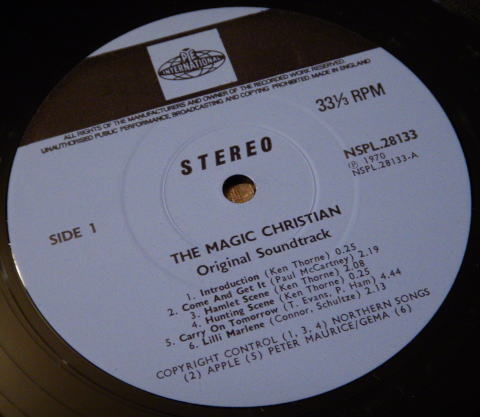 PYE
INTERNATIONAL
ALL RIGHTS OF THE MANUFACTURERS AND OWNER OF THE RECORDED WORK RESERVED.
UNAUTHORISED PUBLIC PERFORMANCE, BROADCASTING AND COPYING PROHIBITED. MADE IN ENGLAND
33⅓ RPM
STEREO
NSPL.28133
Ⓟ 1970
NSPL.28133-A
SIDE 1
THE MAGIC CHRISTIAN
Original Soundtrack
1. Introduction (Ken Thorne) 0.25
2. Come And Get It (Paul McCartney) 2.19
3. Hamlet Scene (Ken Thorne) 2.08
4. Hunting Scene (Ken Thorne) 0.25
5. Carry On Tomorrow (T. Evans, P. Ham) 4.44
6. Lilli Marlene (Connor, Schultze) 2.13
COPYRIGHT CONTROL (1, 3, 4) NORTHERN SONGS
(2) APPLE (5) PETER MAURICE/GEMA (6)